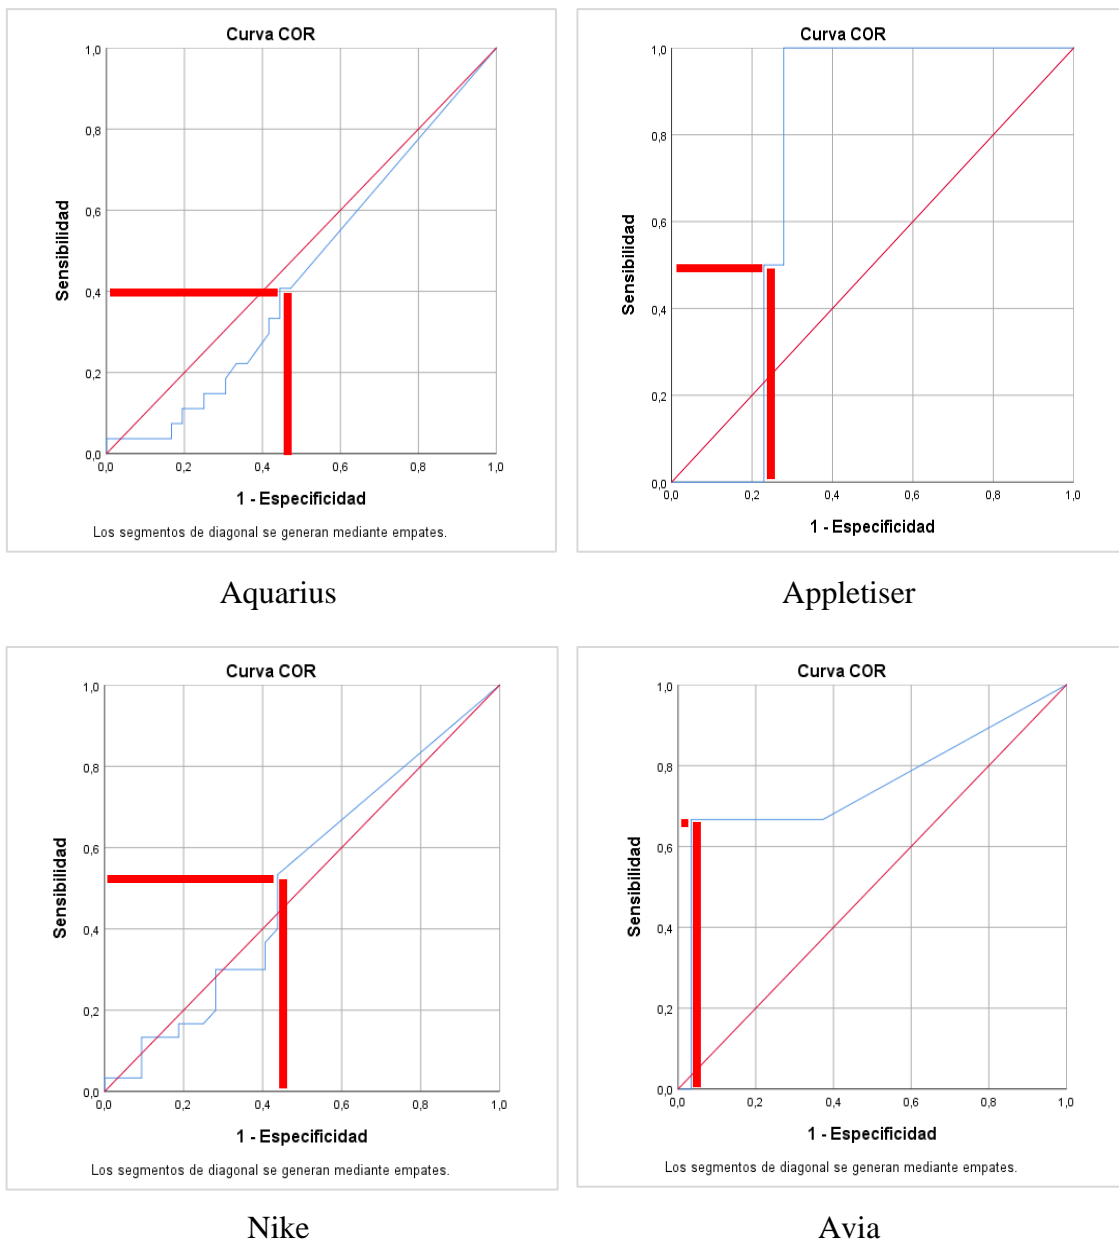 Curva COR
Sensibilidad
1,0
0,8
0,6
0,4
0,2
0,0
0,0 0,2 0,4 0,6 0,8 1,0
1 - Especificidad
Los segmentos de diagonal se generan mediante empates.
Aquarius
Curva COR
Sensibilidad
1,0
0,8
0,6
0,4
0,2
0,0
0,0 0,2 0,4 0,6 0,8 1,0
1 - Especificidad
Appletiser
Curva COR
Sensibilidad
1,0
0,8
0,6
0,4
0,2
0,0
0,0 0,2 0,4 0,6 0,8 1,0
1 - Especificidad
Los segmentos de diagonal se generan mediante empates.
Nike
Curva COR
Sensibilidad
1,0
0,8
0,6
0,4
0,2
0,0
0,0 0,2 0,4 0,6 0,8 1,0
1 - Especificidad
Los segmentos de diagonal se generan mediante empates.
Avia